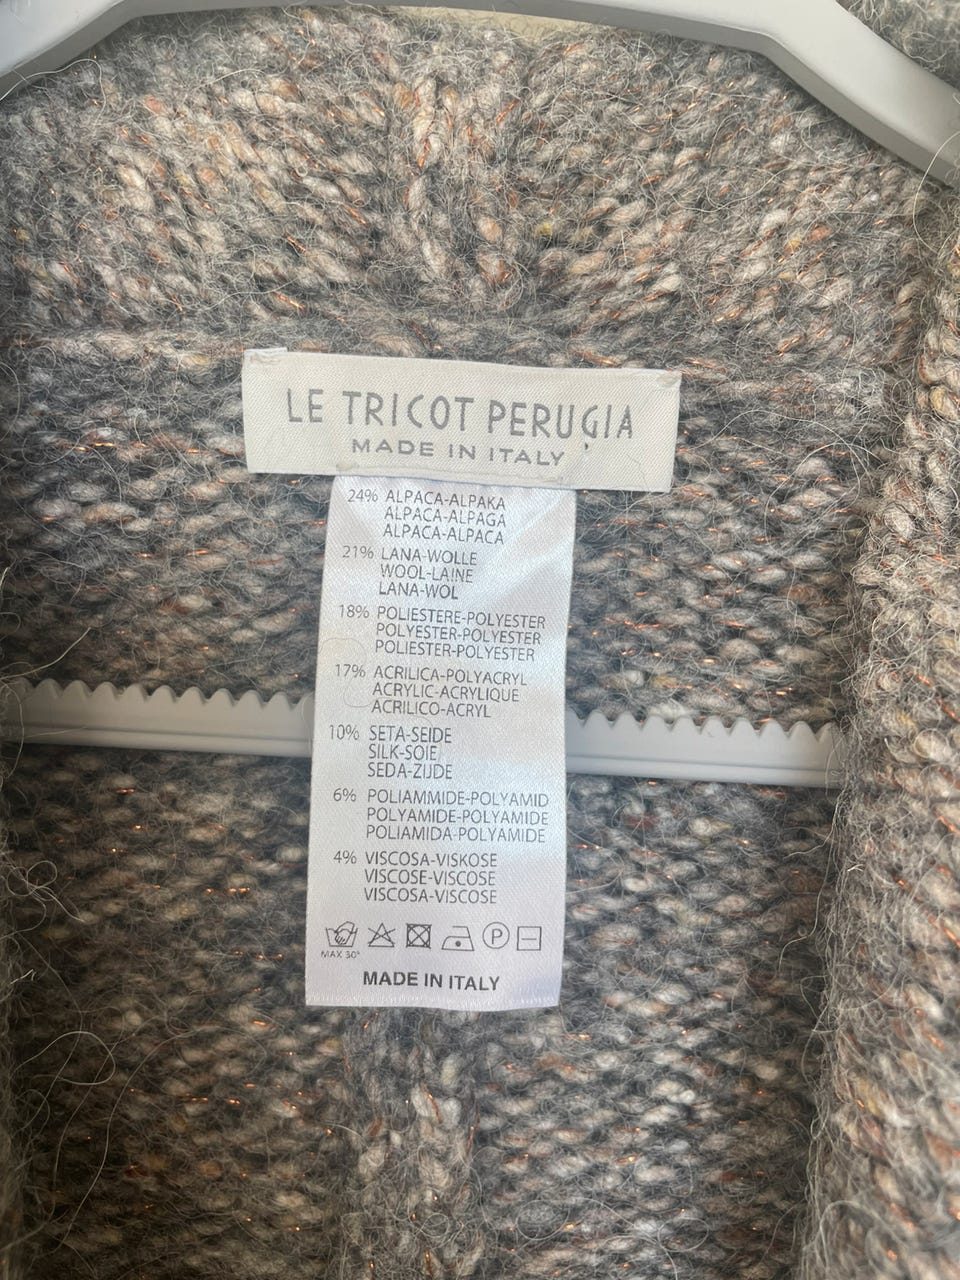 LE TRICOT PERUGIA
MADE IN ITALY
24% ALPACA-ALPAKA
ALPACA-ALPAGA
ALPACA-ALPACA
21% LANA-WOLLE
WOOL-LAINE
LANA-WOL
18% POLIESTERE-POLYESTER
POLYESTER-POLYESTER
POLIESTER-POLYESTER
17% ACRILICA-POLYACRYL
ACRYLIC-ACRYLIQUE
ACRILICO-ACRYL
10% SETA-SEIDE
SILK-SOIE
SEDA-ZIJDE
6% POLIAMMIDE-POLYAMID
POLYAMIDE-POLYAMIDE
POLIAMIDA-POLYAMIDE
4% VISCOSA-VISKOSE
VISCOSE-VISCOSE
VISCOSA-VISCOSE
P
MAX 30°
MADE IN ITALY